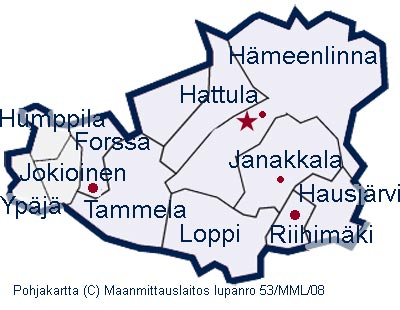 Hämeenlinna
Hattula
Humppila
Forssa
Janakkala
Jokioinen
Hausjärvi
Ypäjä
Tammela
Loppi
Riihimäki
Pohjakartta (C) Maanmittauslaitos lupanro 53/MML/08